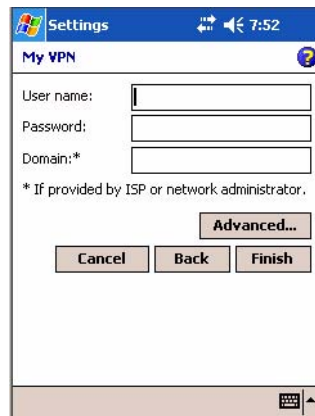 Settings 7:52
My VPN
User name:
Password:
Domain:*
* If provided by ISP or network administrator.
Advanced...
Cancel Back Finish